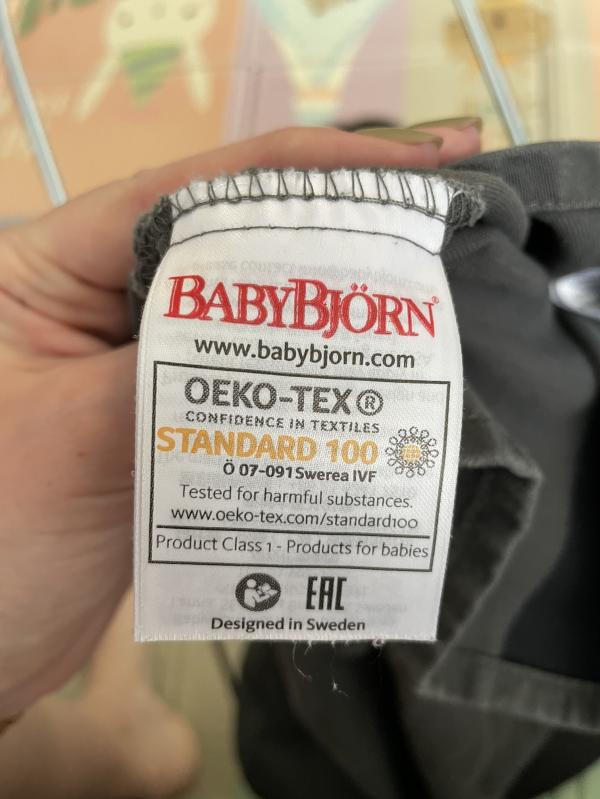 BABYBJÖRN®
www.babybjorn.com
OEKO-TEX®
CONFIDENCE IN TEXTILES
STANDARD 100
Ö 07-091 Swerea IVF
Tested for harmful substances.
www.oeko-tex.com/standard100
Product Class 1 - Products for babies
EAC
Designed in Sweden